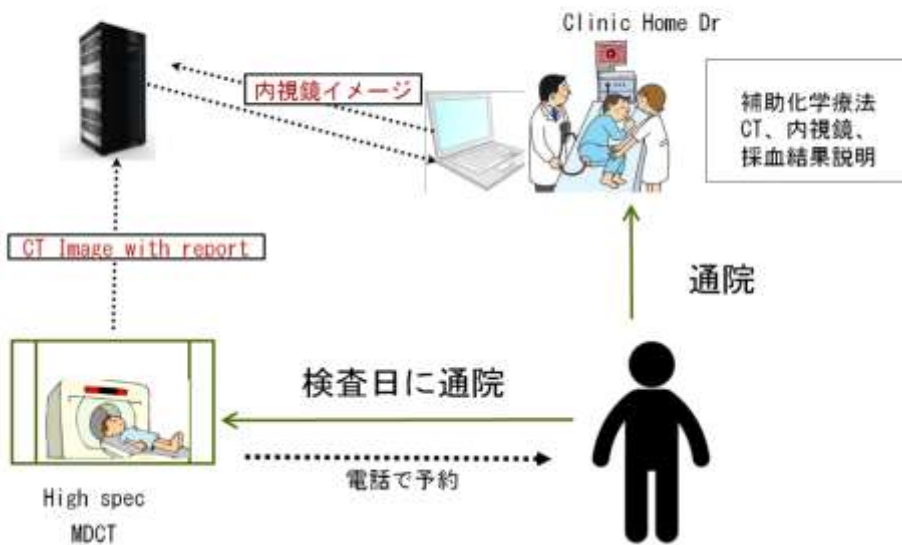 Clinic Home Dr
内視鏡イメージ
補助化学療法
CT、内視鏡、
採血結果説明
CT Image with report
通院
検査日に通院
電話で予約
High spec
MDCT